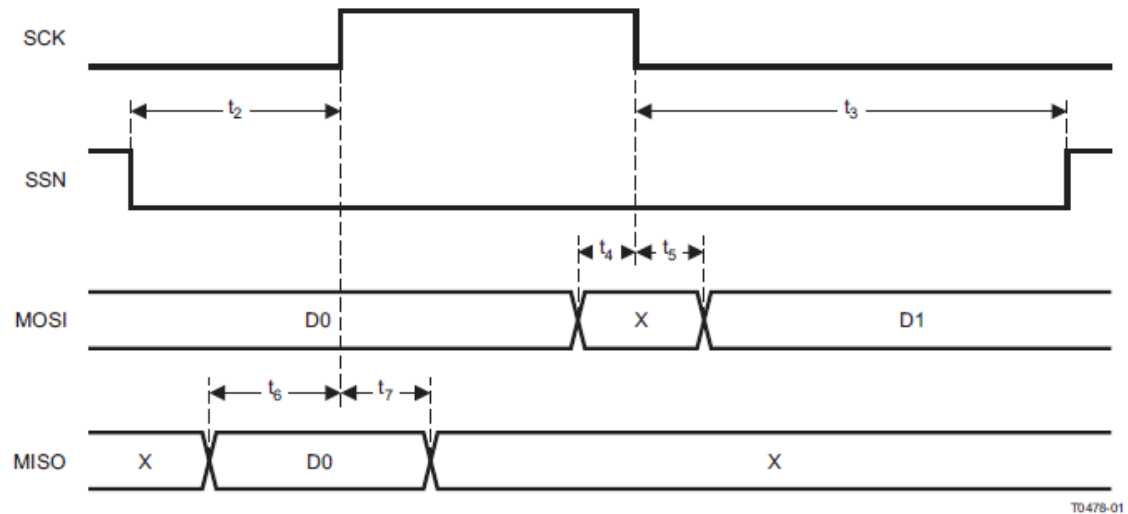 SCK
t2
t3
SSN
t4 t5
MOSI D0 X D1
t6 t7
MISO X D0 X
T0478-01